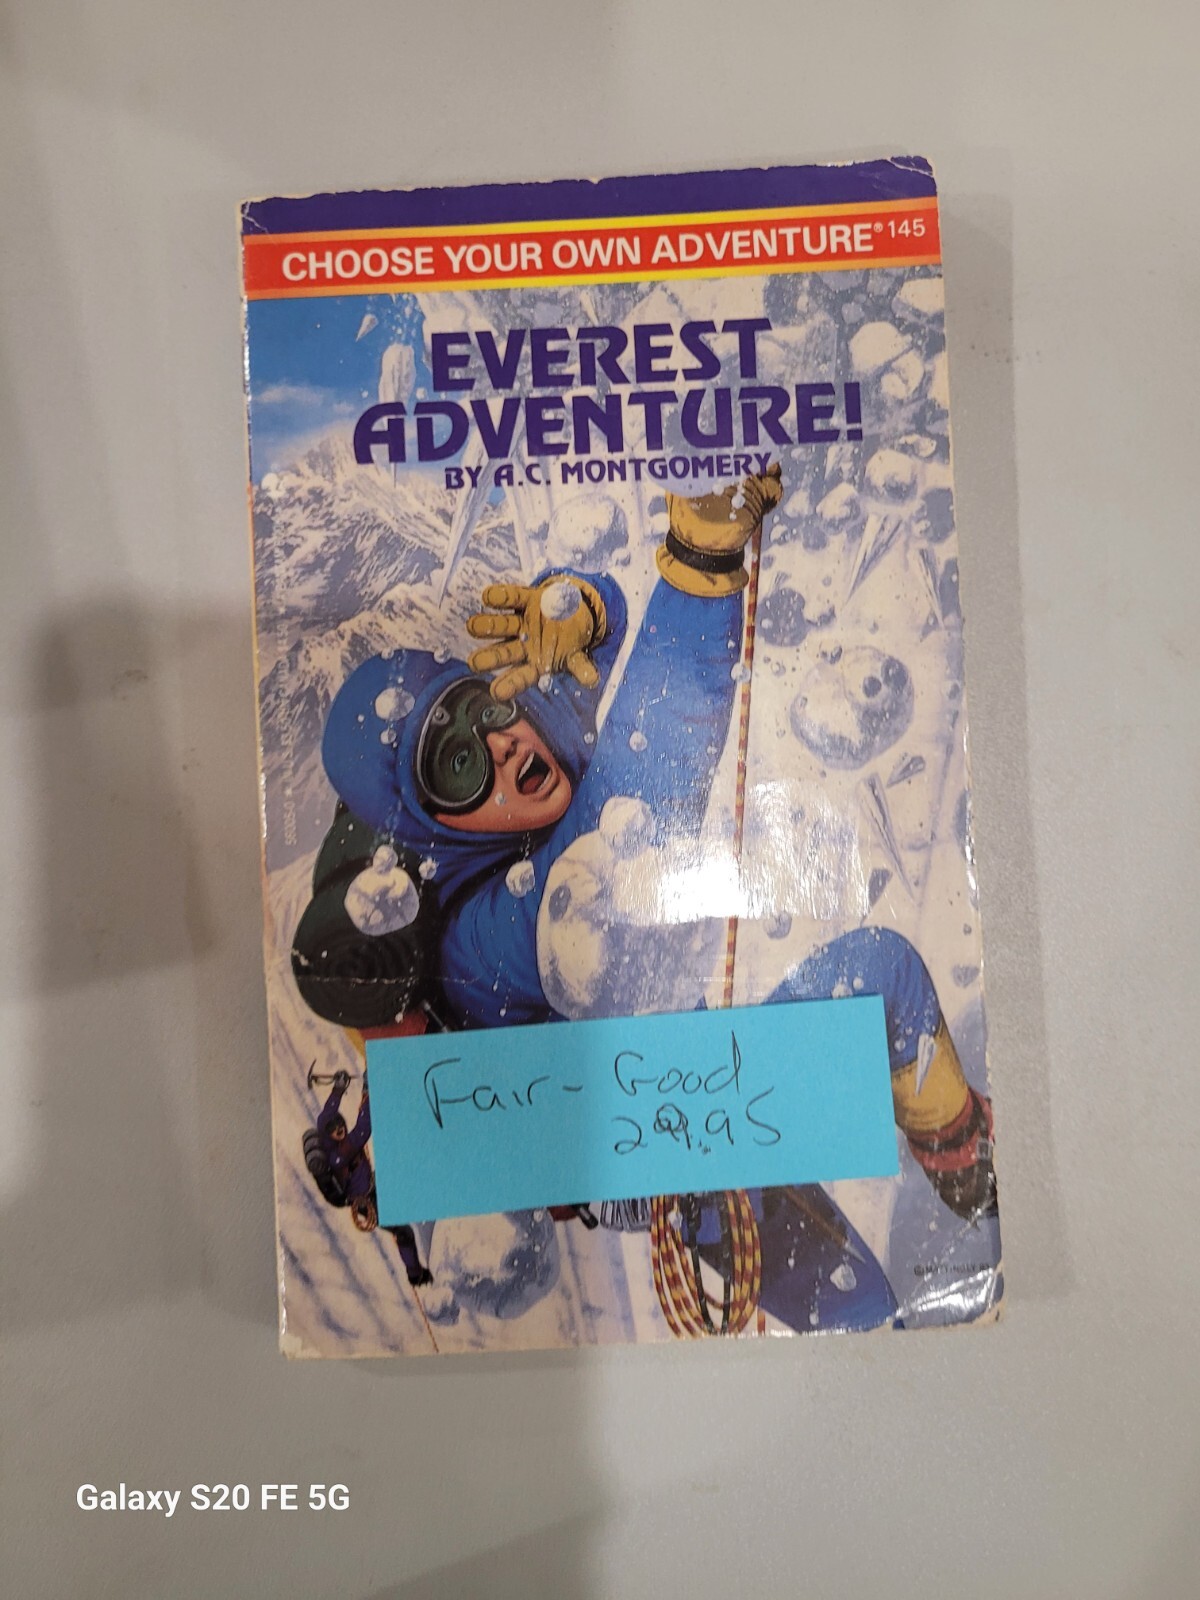 CHOOSE YOUR OWN ADVENTURE® 145
EVEREST
ADVENTURE!
BY A.C. MONTGOMERY
Fair - Good
29.95
Galaxy S20 FE 5G